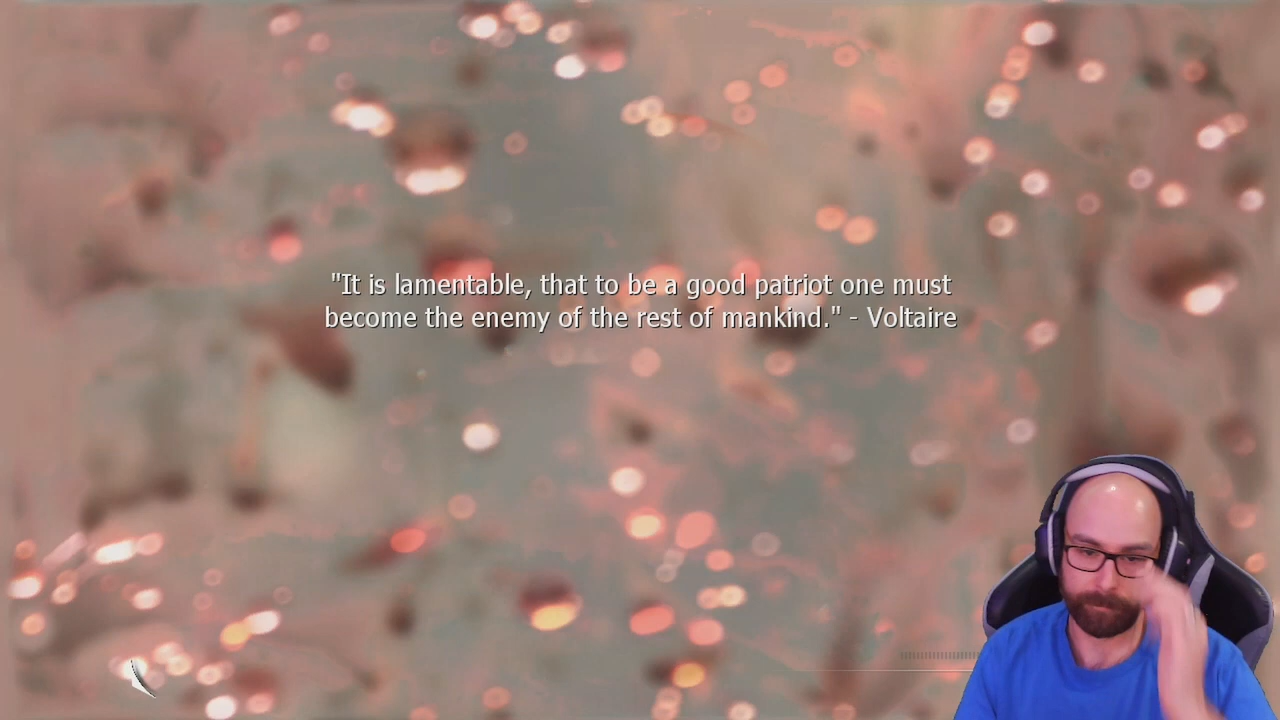 "It is lamentable, that to be a good patriot one must
become the enemy of the rest of mankind." - Voltaire